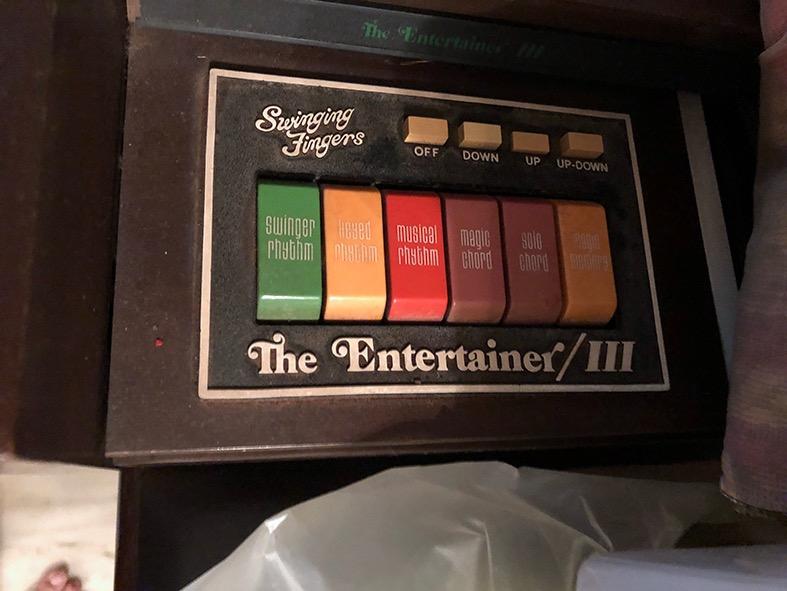 The Entertainer III
Swinging
Fingers
OFF DOWN UP UP-DOWN
Swinger
rhythm
keyed
rhythm
musical
rhythm
magic
chord
solo
chord
magic
memory
The Entertainer/III